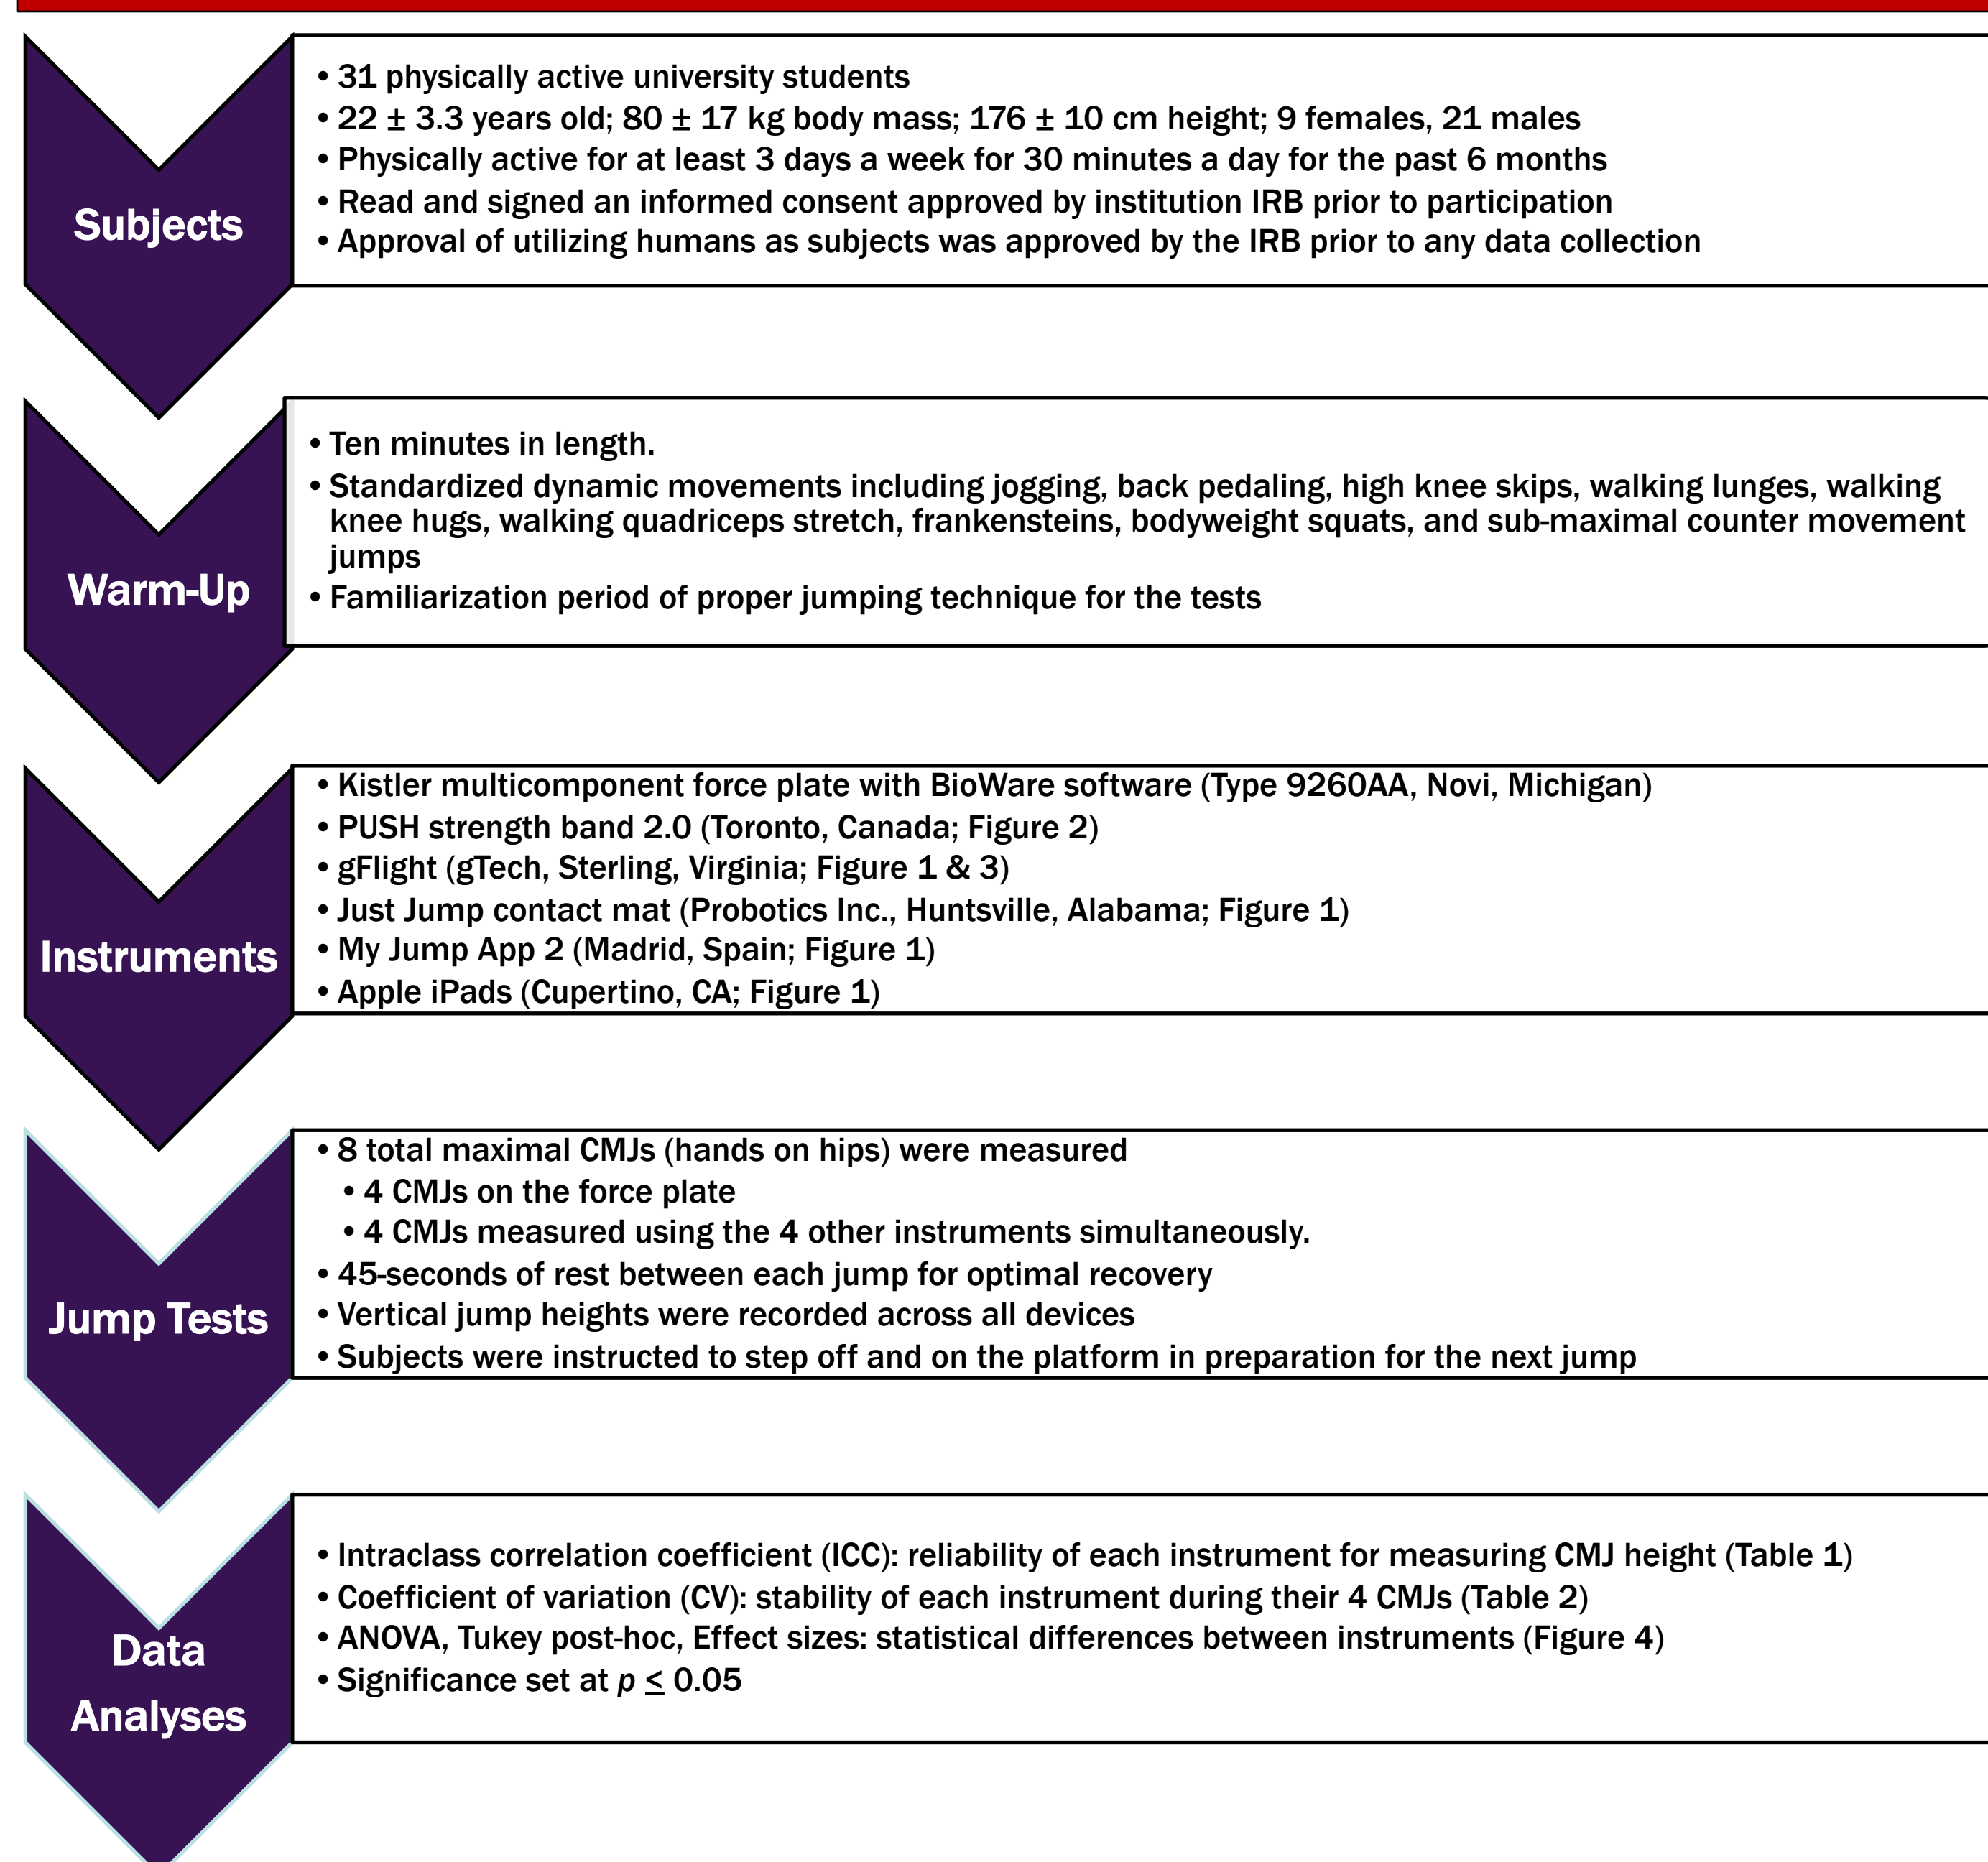 Subjects
• 31 physically active university students
• 22 ± 3.3 years old; 80 ± 17 kg body mass; 176 ± 10 cm height; 9 females, 21 males
• Physically active for at least 3 days a week for 30 minutes a day for the past 6 months
• Read and signed an informed consent approved by institution IRB prior to participation
• Approval of utilizing humans as subjects was approved by the IRB prior to any data collection
Warm-Up
• Ten minutes in length.
• Standardized dynamic movements including jogging, back pedaling, high knee skips, walking lunges, walking
knee hugs, walking quadriceps stretch, frankensteins, bodyweight squats, and sub-maximal counter movement
jumps
• Familiarization period of proper jumping technique for the tests
Instruments
• Kistler multicomponent force plate with BioWare software (Type 9260AA, Novi, Michigan)
• PUSH strength band 2.0 (Toronto, Canada; Figure 2)
• gFlight (gTech, Sterling, Virginia; Figure 1 & 3)
• Just Jump contact mat (Probotics Inc., Huntsville, Alabama; Figure 1)
• My Jump App 2 (Madrid, Spain; Figure 1)
• Apple iPads (Cupertino, CA; Figure 1)
Jump Tests
• 8 total maximal CMJs (hands on hips) were measured
• 4 CMJs on the force plate
• 4 CMJs measured using the 4 other instruments simultaneously.
• 45-seconds of rest between each jump for optimal recovery
• Vertical jump heights were recorded across all devices
• Subjects were instructed to step off and on the platform in preparation for the next jump
Data
Analyses
• Intraclass correlation coefficient (ICC): reliability of each instrument for measuring CMJ height (Table 1)
• Coefficient of variation (CV): stability of each instrument during their 4 CMJs (Table 2)
• ANOVA, Tukey post-hoc, Effect sizes: statistical differences between instruments (Figure 4)
• Significance set at p ≤ 0.05